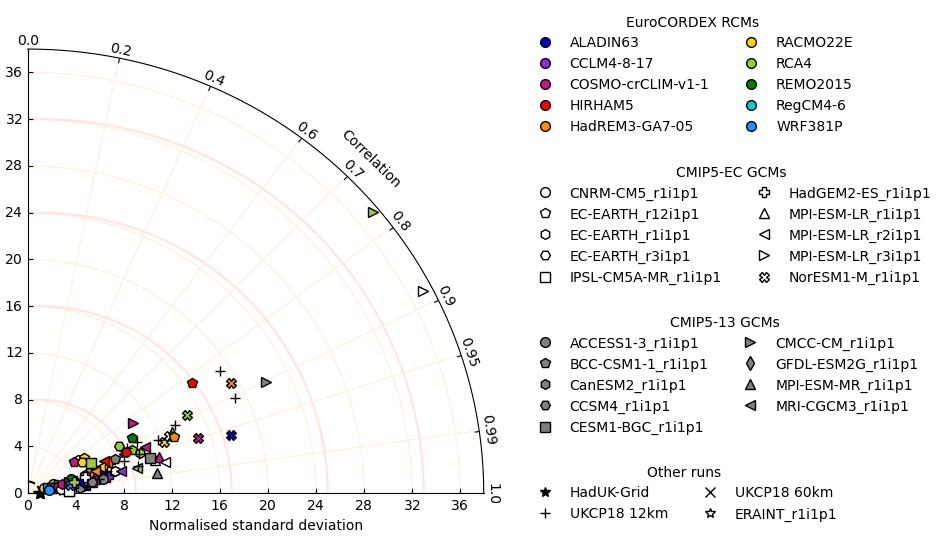 EuroCORDEX RCMs
ALADIN63
RACMO22E
CCLM4-8-17
RCA4
COSMO-crCLIM-v1-1
REMO2015
HIRHAM5
RegCM4-6
HadREM3-GA7-05
WRF381P
CMIP5-EC GCMs
CNRM-CM5_r1i1p1
HadGEM2-ES_r1i1p1
EC-EARTH_r12i1p1
MPI-ESM-LR_r1i1p1
EC-EARTH_r1i1p1
MPI-ESM-LR_r2i1p1
EC-EARTH_r3i1p1
MPI-ESM-LR_r3i1p1
IPSL-CM5A-MR_r1i1p1
NorESM1-M_r1i1p1
CMIP5-13 GCMs
ACCESS1-3_r1i1p1
CMCC-CM_r1i1p1
BCC-CSM1-1_r1i1p1
GFDL-ESM2G_r1i1p1
CanESM2_r1i1p1
MPI-ESM-MR_r1i1p1
CCSM4_r1i1p1
MRI-CGCM3_r1i1p1
CESM1-BGC_r1i1p1
Other runs
HadUK-Grid
UKCP18 60km
UKCP18 12km
ERAINT_r1i1p1
0.0
0.2
0.4
0.6
Correlation
0.7
0.8
0.9
0.95
0.99
1.0
36
32
28
24
20
16
12
8
4
0
0 4 8 12 16 20 24 28 32 36
Normalised standard deviation